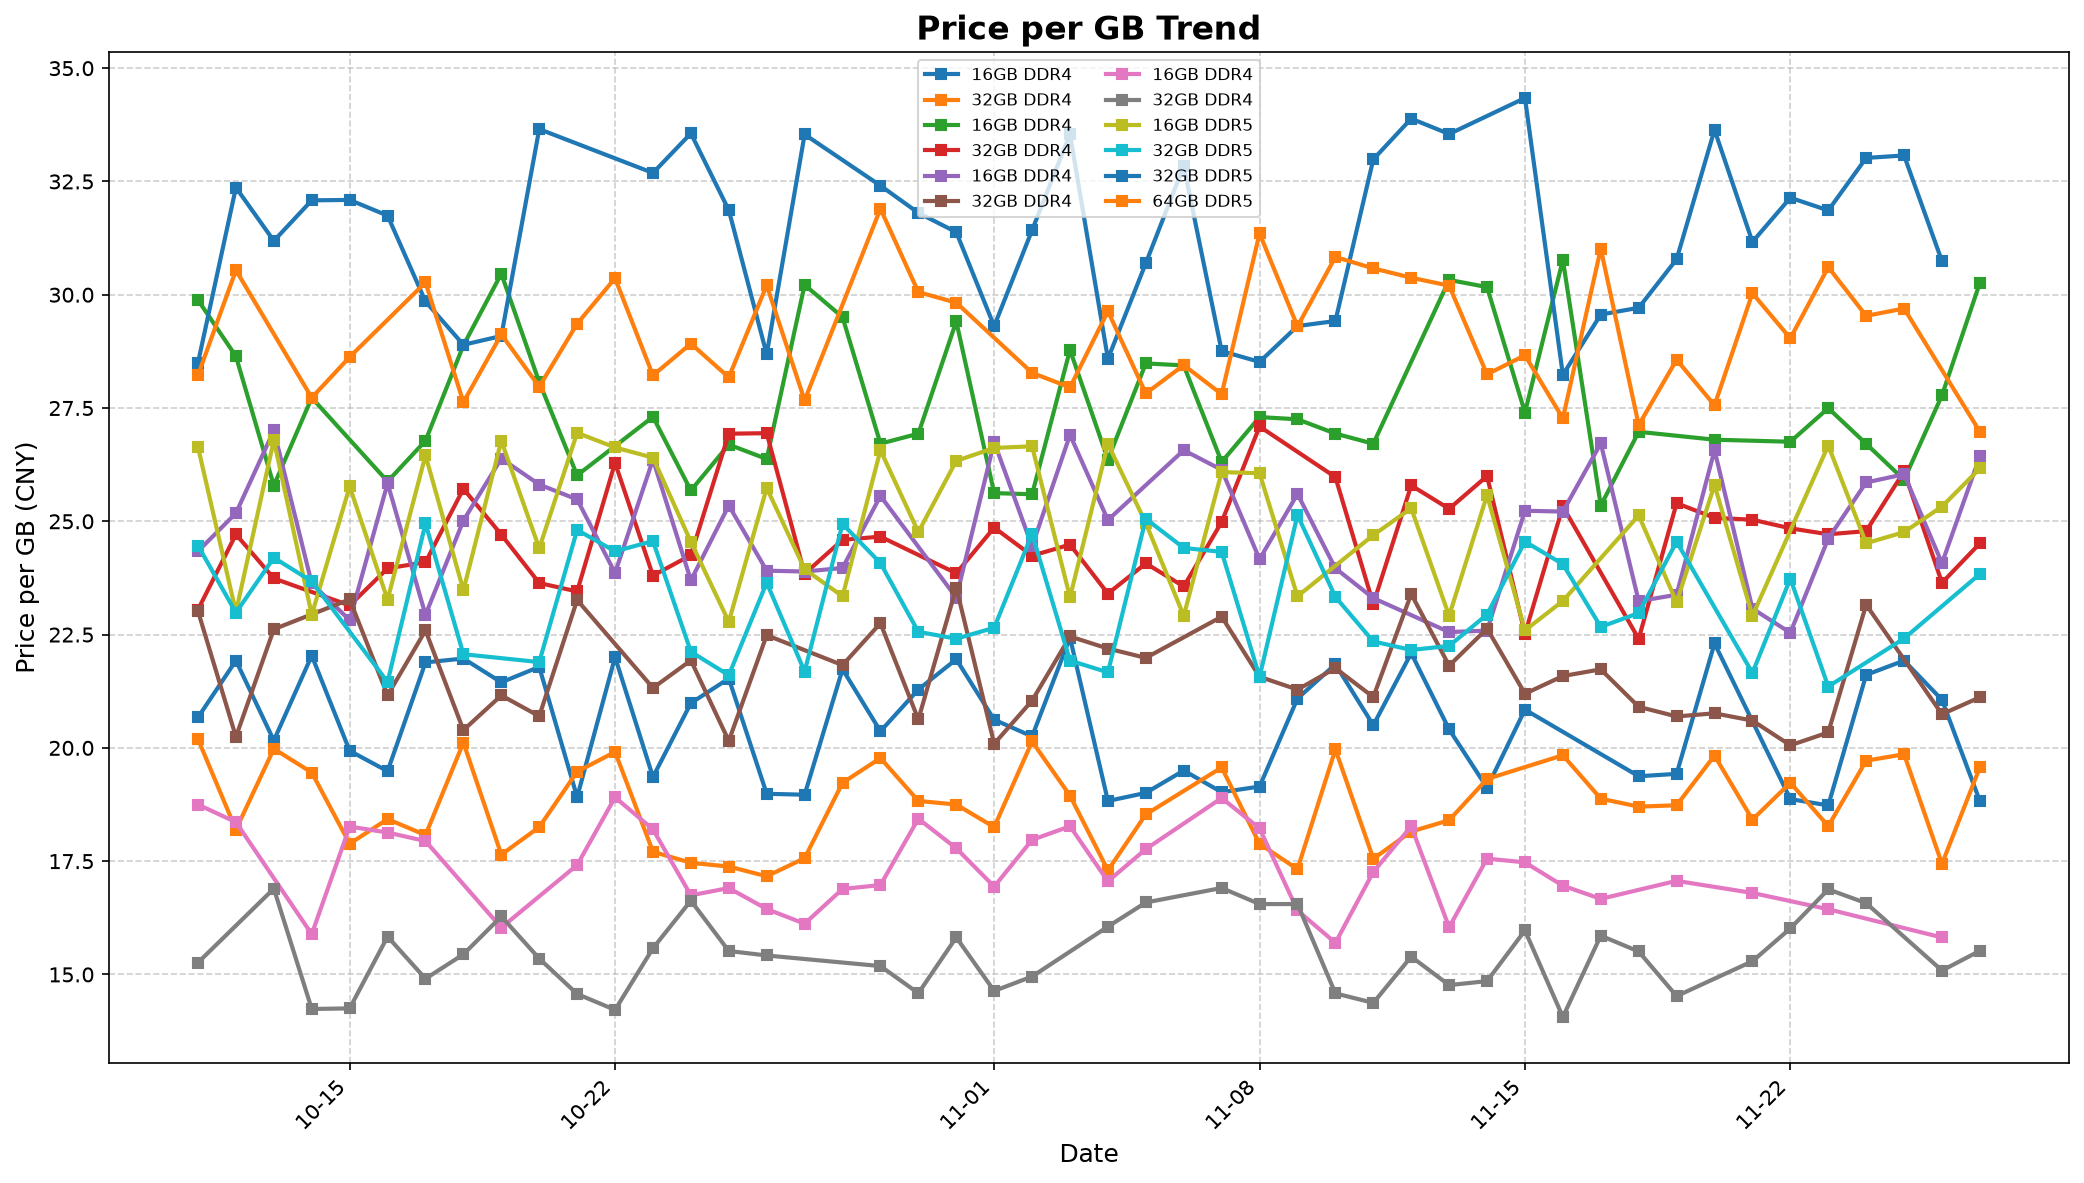 Price per GB Trend
35.0
32.5
30.0
27.5
25.0
22.5
20.0
17.5
15.0
Price per GB (CNY)
16GB DDR4
32GB DDR4
16GB DDR4
32GB DDR4
16GB DDR4
32GB DDR4
16GB DDR4
32GB DDR4
16GB DDR5
32GB DDR5
32GB DDR5
64GB DDR5
10-15
10-22
11-01
11-08
11-15
11-22
Date